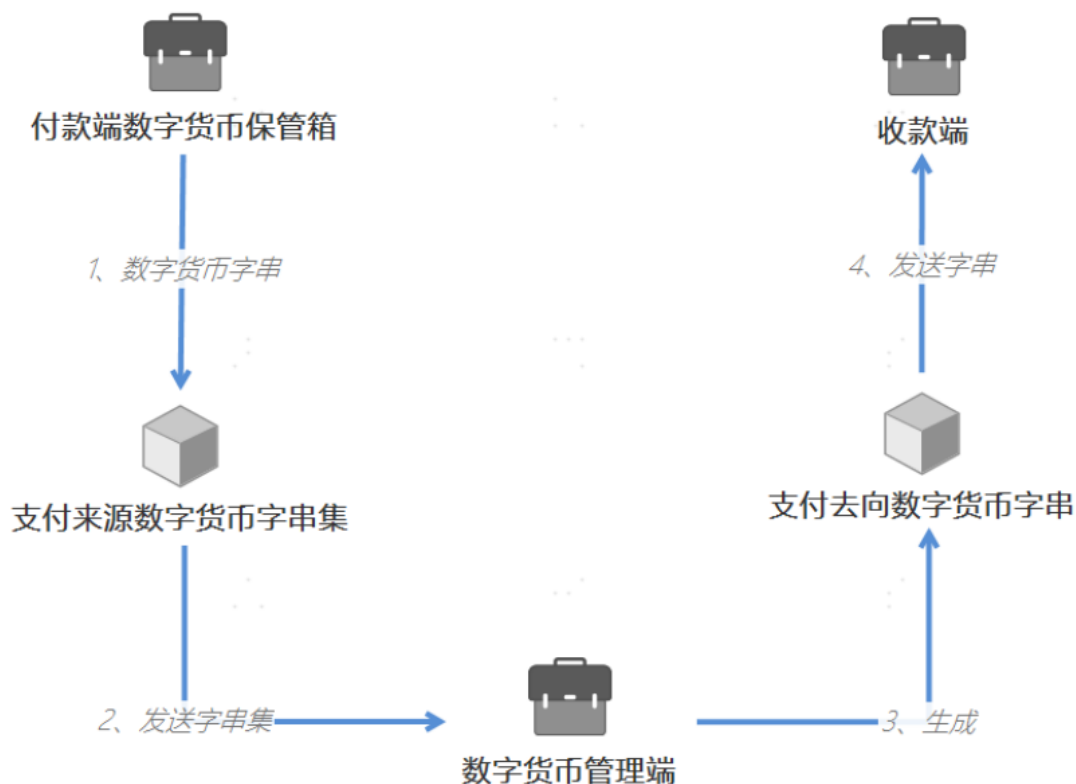 付款端数字货币保管箱
收款端
1、数字货币字串
4、发送字串
支付来源数字货币字串集
支付去向数字货币字串
2、发送字串集
3、生成
数字货币管理端